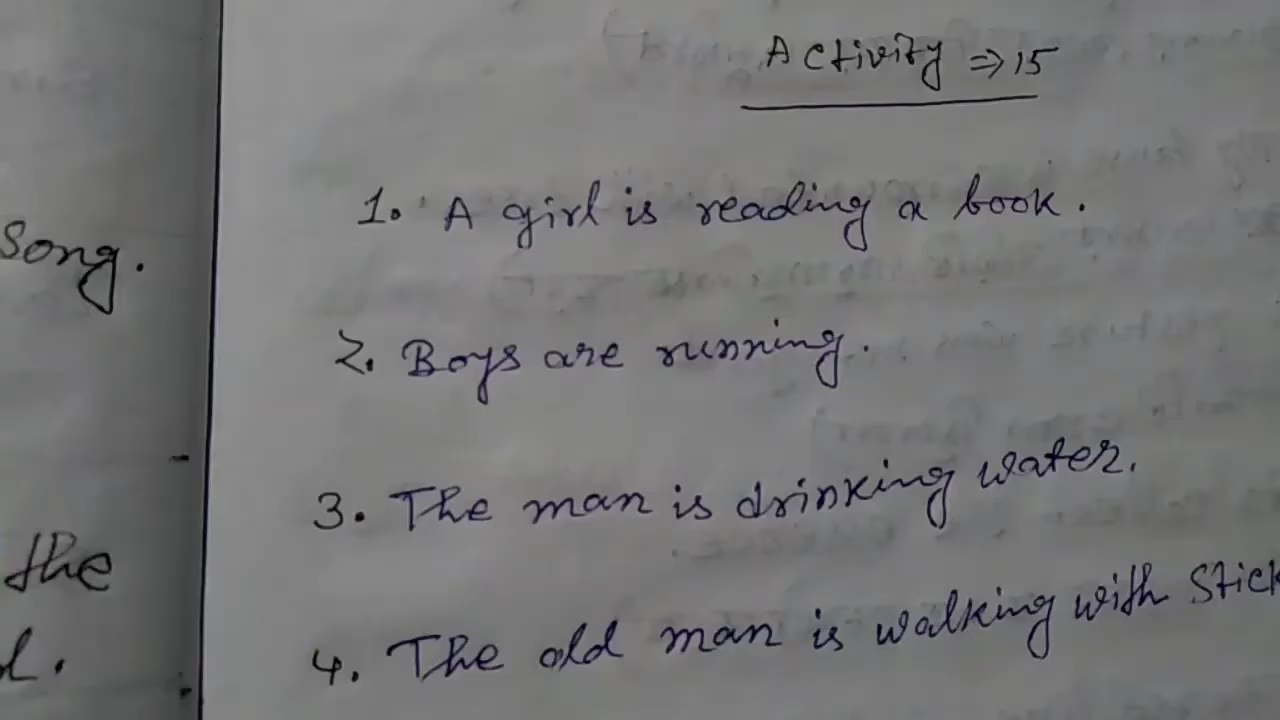 Activity ⇒ 15
song.
1. A girl is reading a book.
2. Boys are running.
3. The man is drinking water.
the
4. The old man is walking with stick